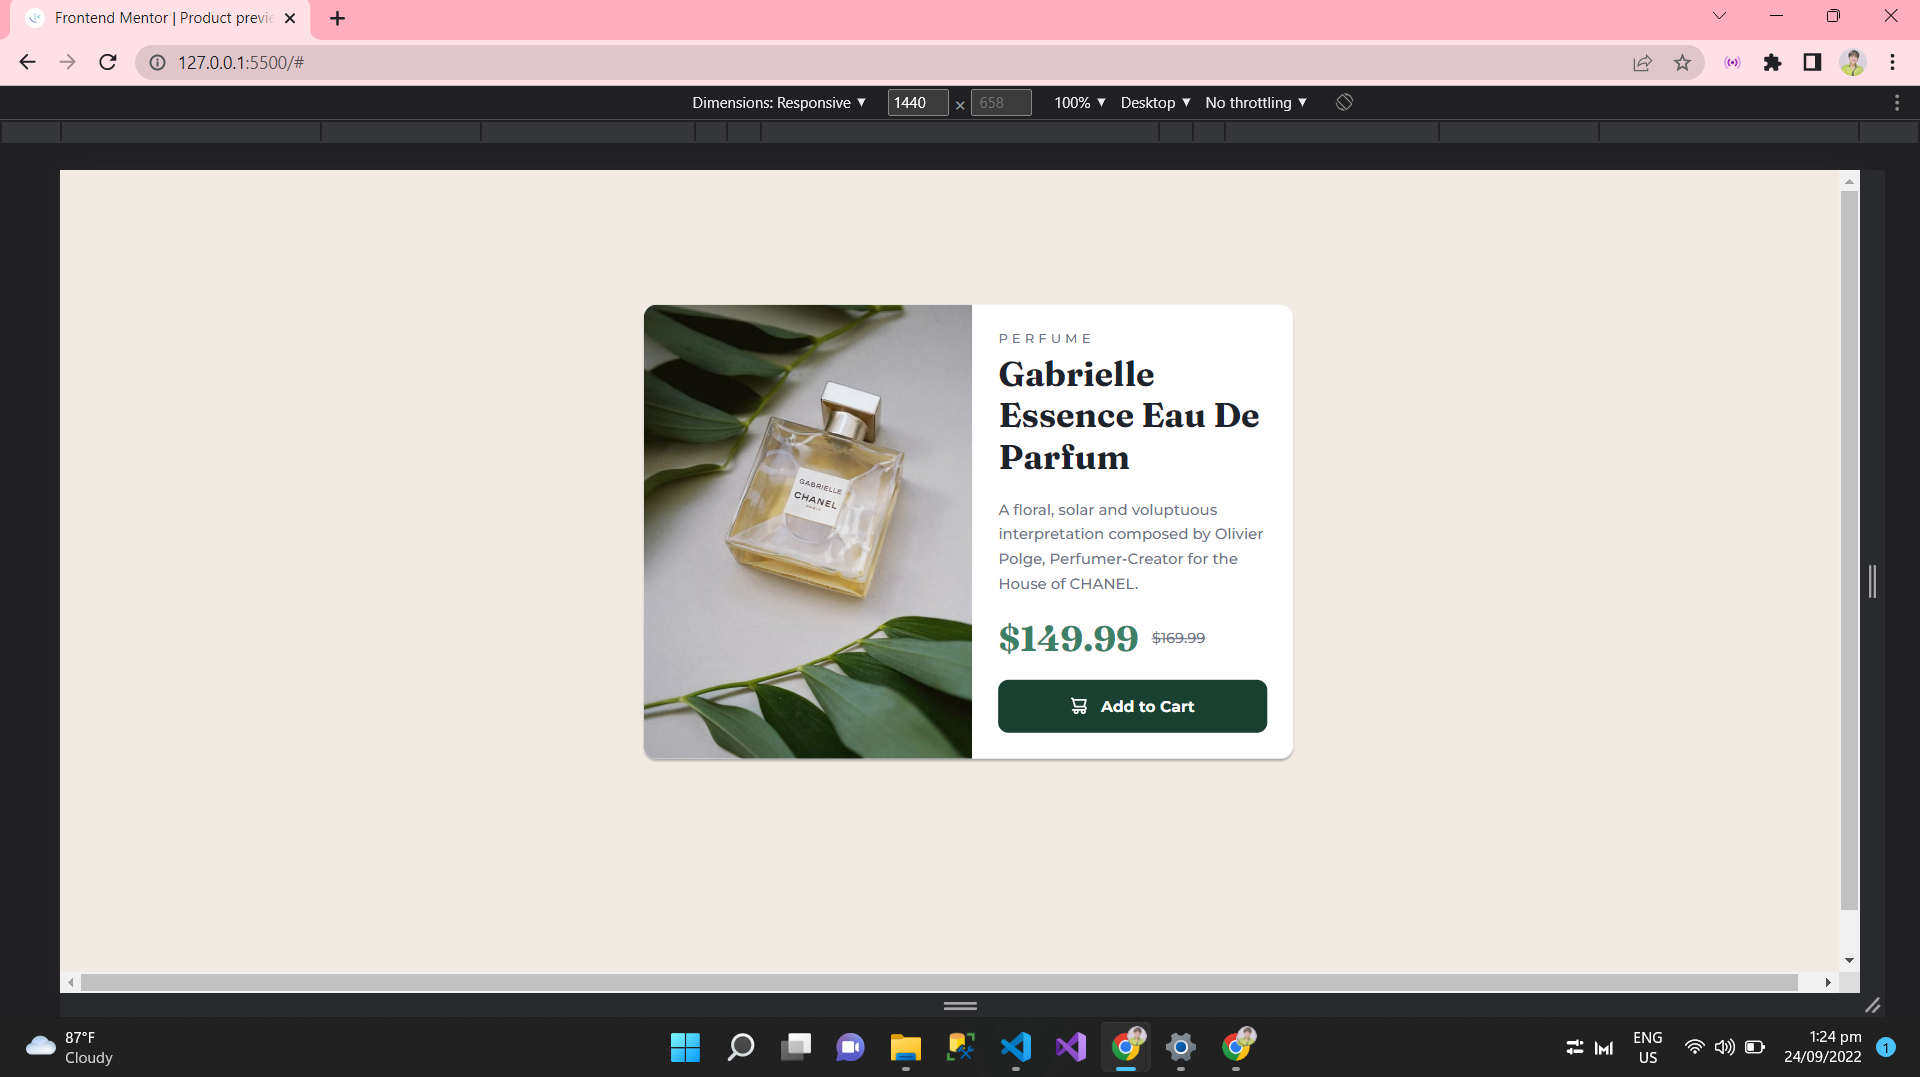 Frontend Mentor | Product previe
127.0.0.1:5500/#
Dimensions: Responsive ▼ 1440 × 658 100% ▼ Desktop ▼ No throttling ▼
PERFUME
Gabrielle
Essence Eau De
Parfum
A floral, solar and voluptuous
interpretation composed by Olivier
Polge, Perfumer-Creator for the
House of CHANEL.
$149.99 $169.99
Add to Cart
GABRIELLE
CHANEL
PARIS
87°F
Cloudy
ENG
US
1:24 pm
24/09/2022
1